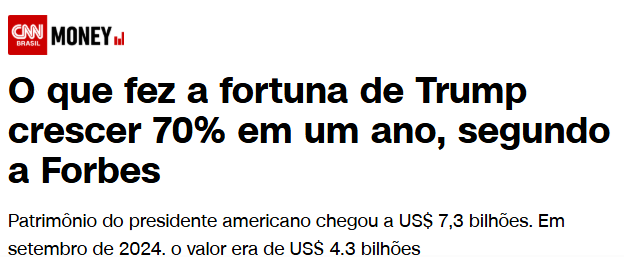 CNN
BRASIL
MONEY
O que fez a fortuna de Trump
crescer 70% em um ano, segundo
a Forbes
Patrimônio do presidente americano chegou a US$ 7,3 bilhões. Em
setembro de 2024, o valor era de US$ 4,3 bilhões